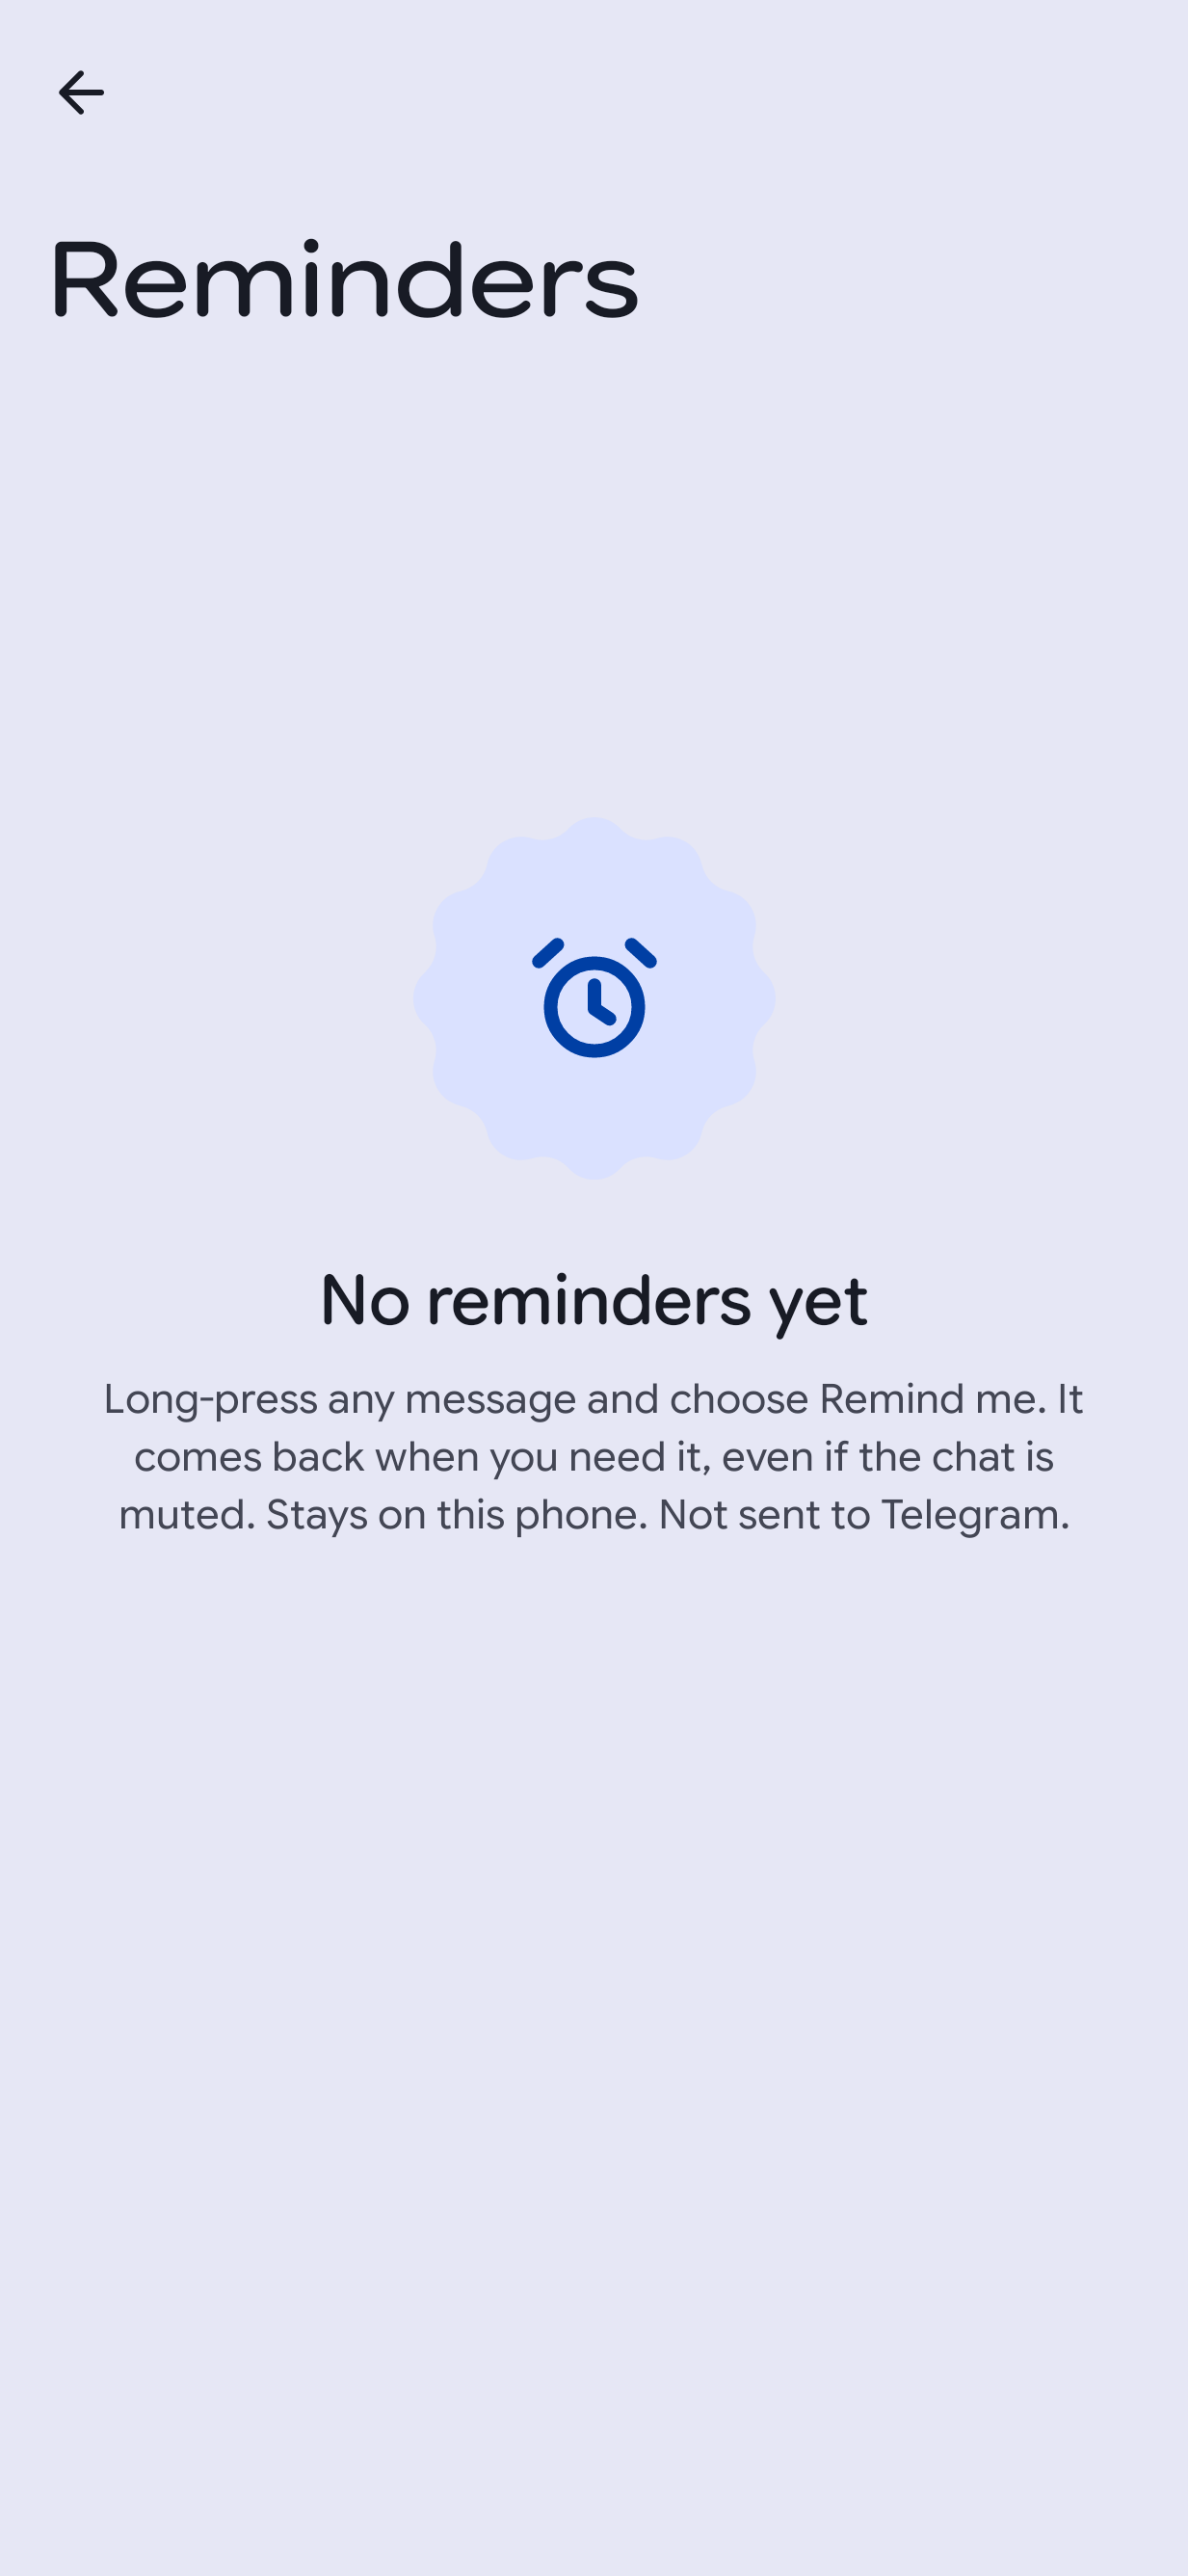 Reminders
No reminders yet
Long-press any message and choose Remind me. It
comes back when you need it, even if the chat is
muted. Stays on this phone. Not sent to Telegram.